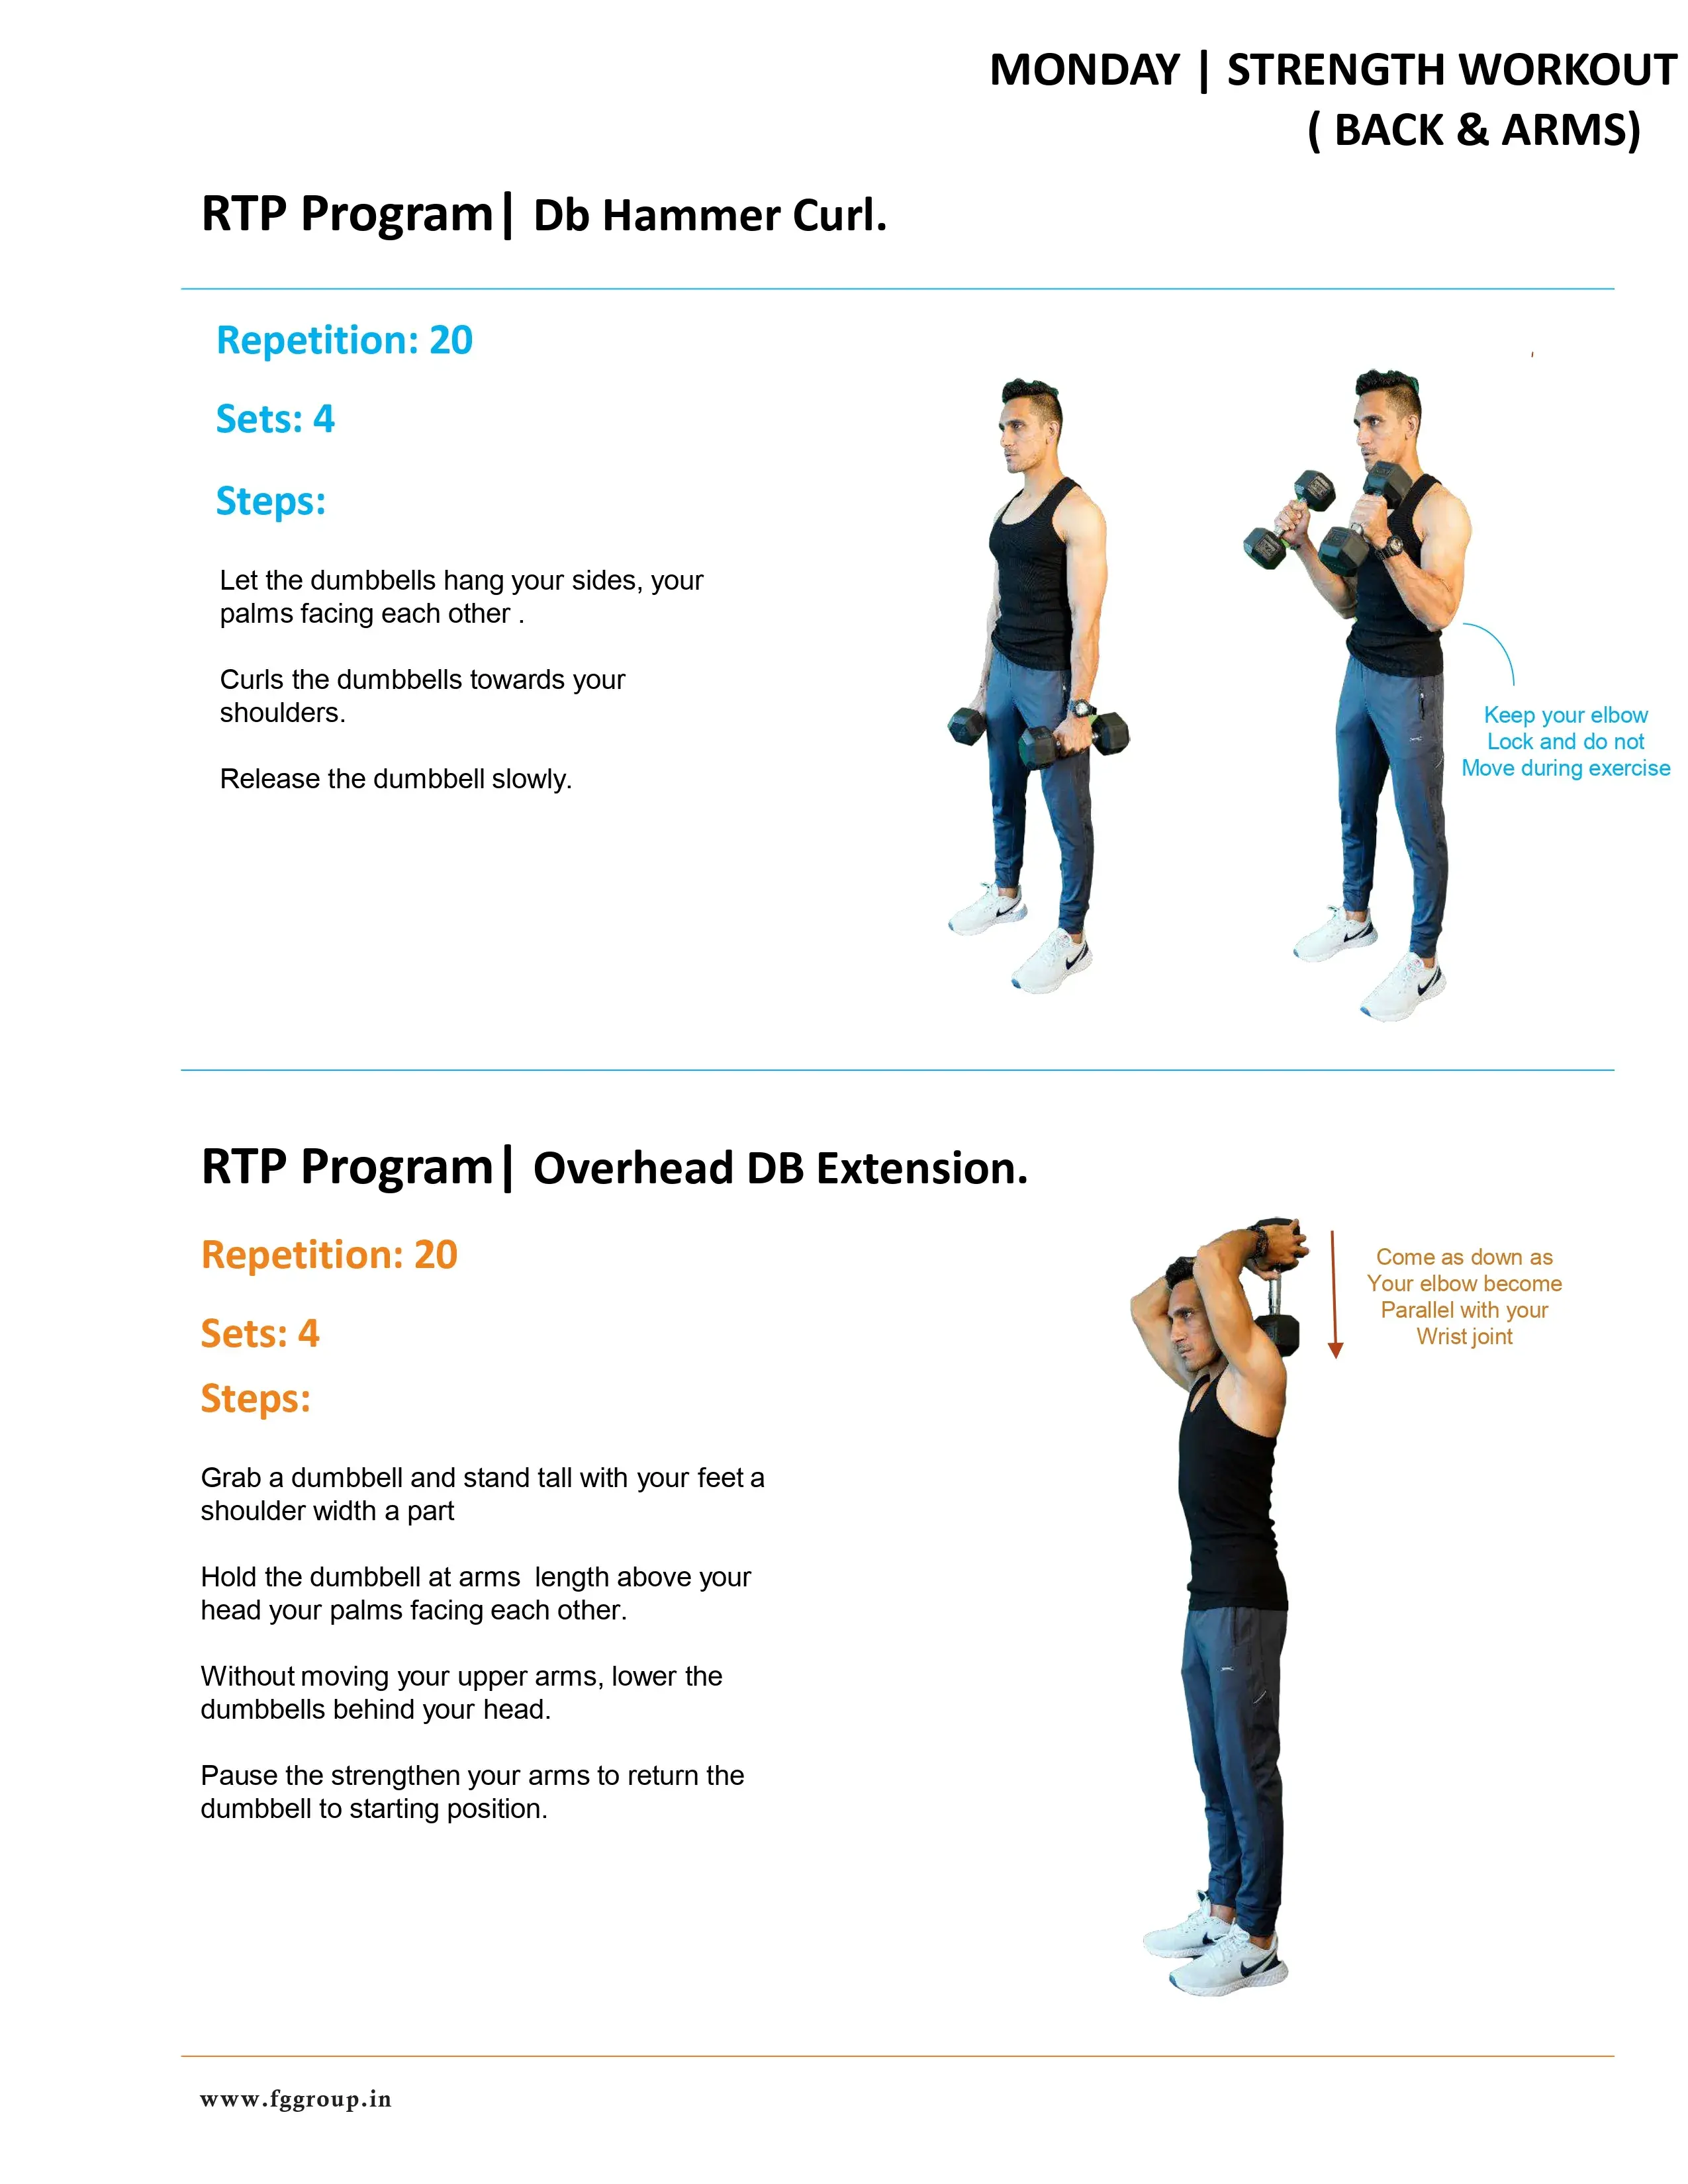 MONDAY | STRENGTH WORKOUT
( BACK & ARMS)
RTP Program| Db Hammer Curl.
Repetition: 20
Sets: 4
Steps:
Let the dumbbells hang your sides, your
palms facing each other .
Curls the dumbbells towards your
shoulders.
Release the dumbbell slowly.
Keep your elbow
Lock and do not
Move during exercise
RTP Program| Overhead DB Extension.
Repetition: 20
Sets: 4
Steps:
Come as down as
Your elbow become
Parallel with your
Wrist joint
Grab a dumbbell and stand tall with your feet a
shoulder width a part
Hold the dumbbell at arms  length above your
head your palms facing each other.
Without moving your upper arms, lower the
dumbbells behind your head.
Pause the strengthen your arms to return the
dumbbell to starting position.
www.fggroup.in